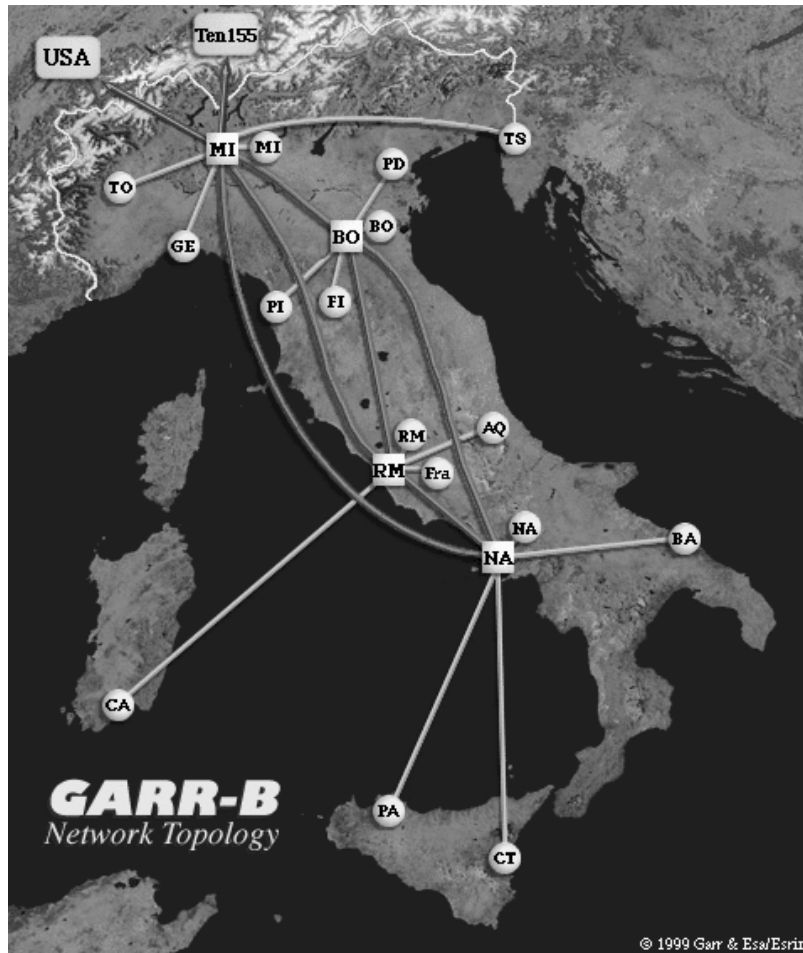 Ten155
USA
MI
MI
TS
PD
TO
BO
BO
GE
PI
FI
RM
AQ
RM
Fra
NA
BA
NA
CA
GARR-B
Network Topology
PA
CT
© 1999 Garr & Esa/Esrin